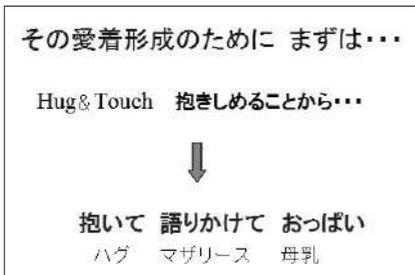 その愛着形成のために まずは・・・
Hug&Touch 抱きしめることから・・・
抱いて 語りかけて おっぱい
ハグ マザリース 母乳